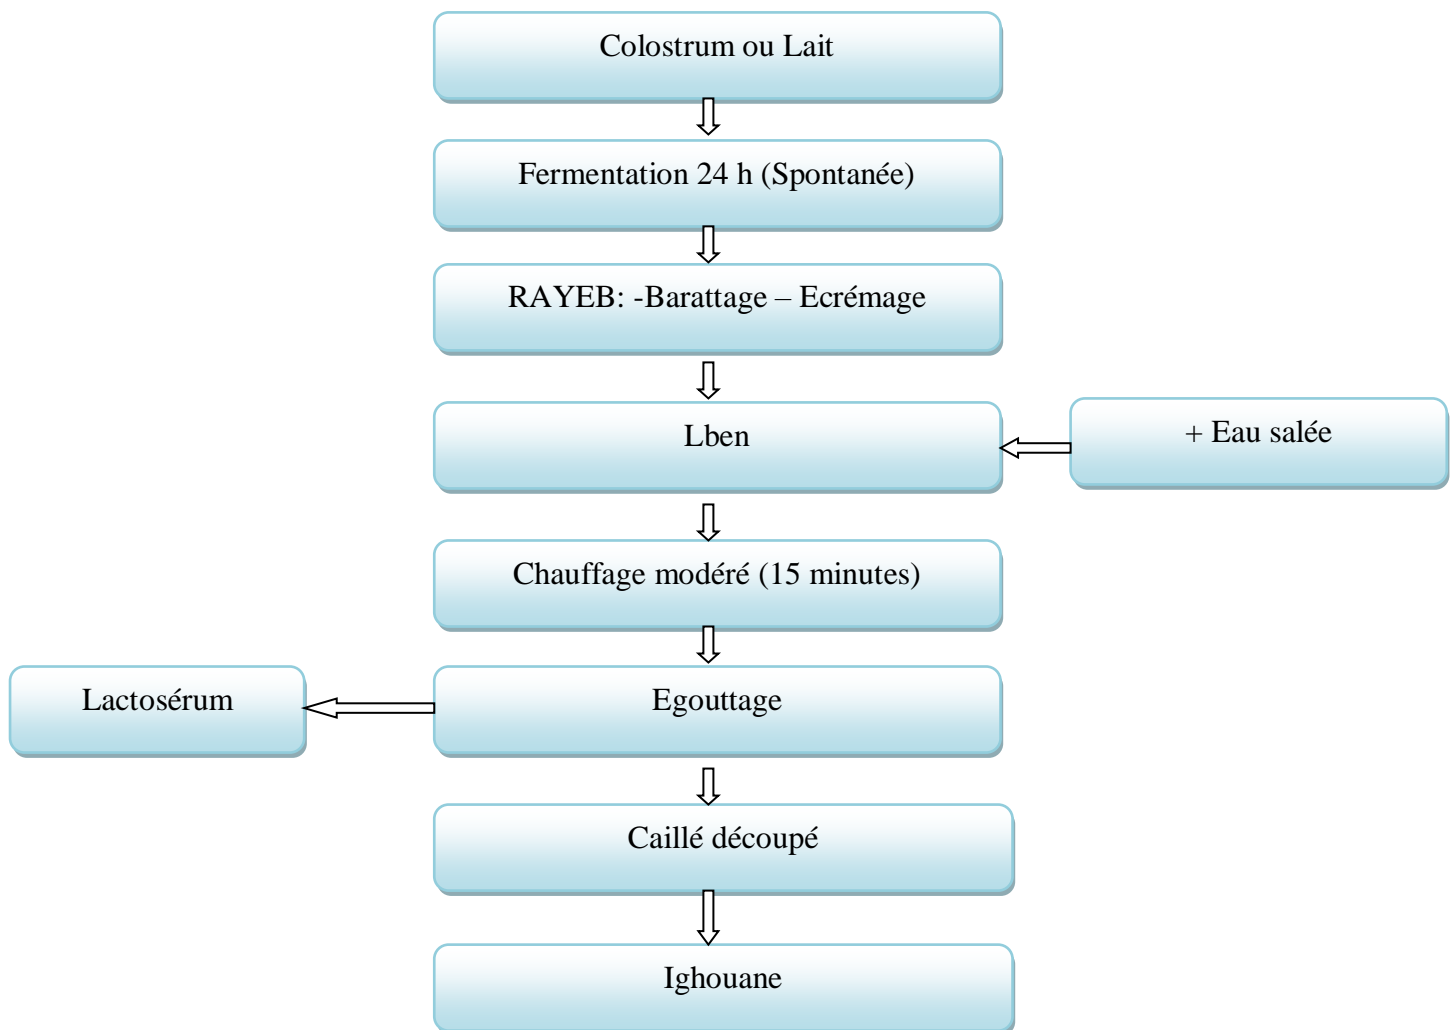 Colostrum ou Lait
Fermentation 24 h (Spontanée)
RAYEB: -Barattage – Ecrémage
Lben
+ Eau salée
Chauffage modéré (15 minutes)
Lactosérum
Egouttage
Caillé découpé
Ighouane